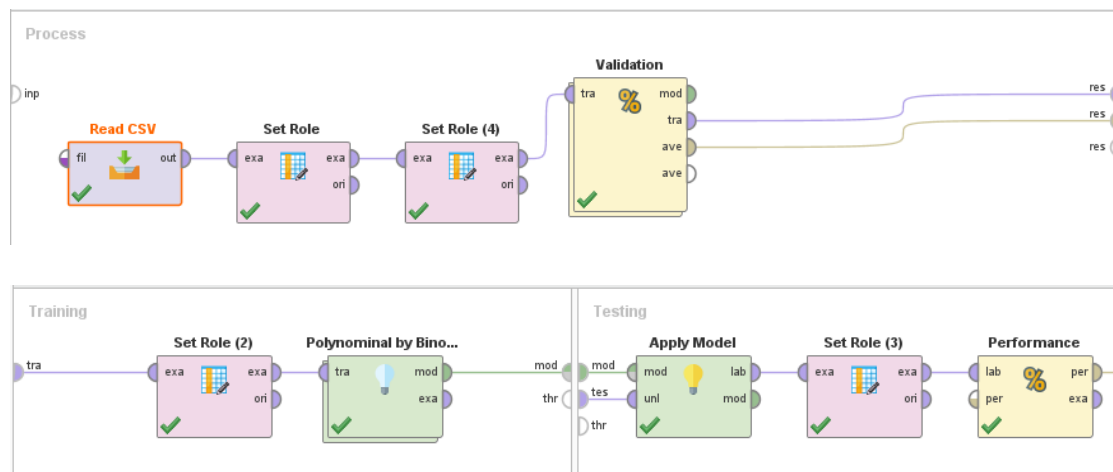 Process
Validation
inp
tra
mod
res
Read CSV
Set Role
Set Role (4)
tra
res
fil
out
exa
exa
exa
exa
ave
res
ori
ori
ave
Training
Testing
Set Role (2)
Polynominal by Bino...
Apply Model
Set Role (3)
Performance
tra
exa
exa
tra
mod
mod
mod
mod
lab
exa
exa
lab
per
ori
exa
thr
tes
unl
mod
ori
per
exa
thr